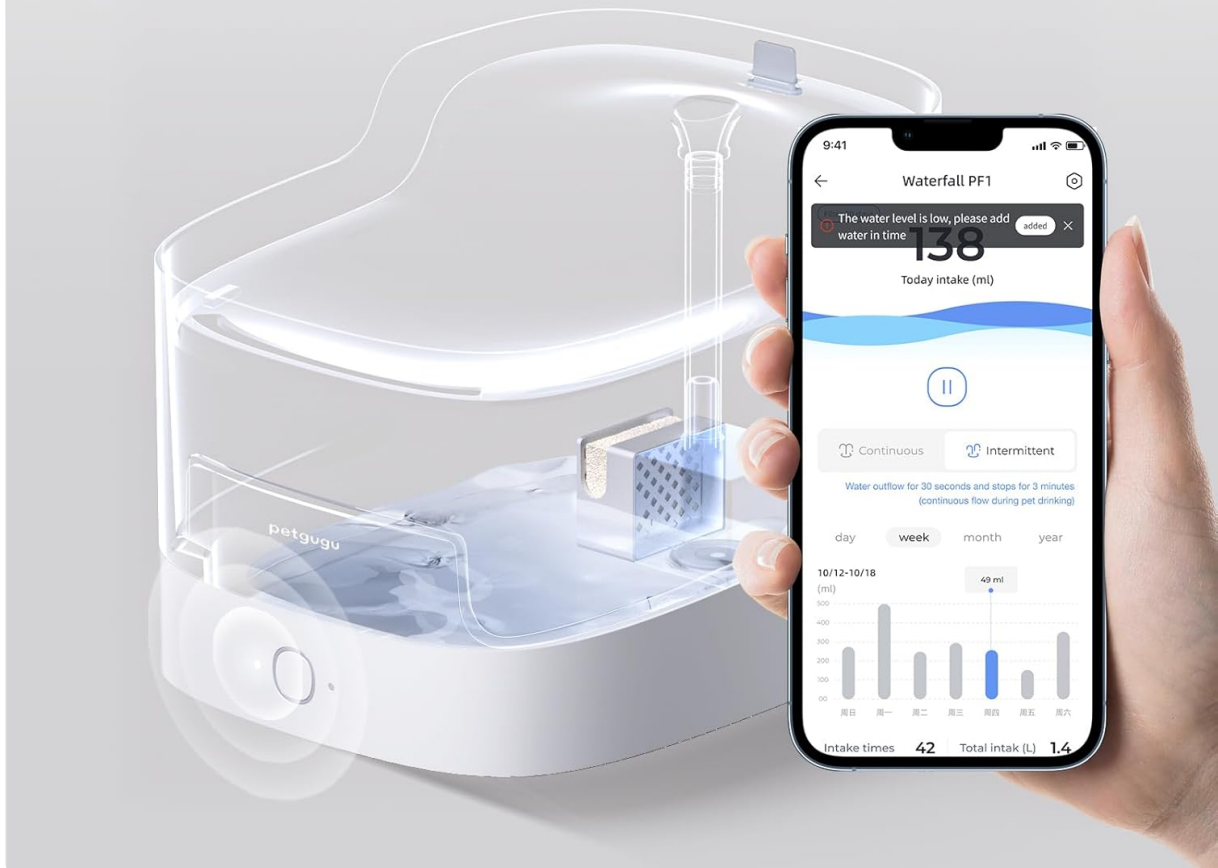 9:41
Waterfall PF1
The water level is low, please add
water in time
added
138
Today intake (ml)
Continuous
Intermittent
Water outflow for 30 seconds and stops for 3 minutes
(continuous flow during pet drinking)
day
week
month
year
10/12-10/18
(ml)
49 ml
500
400
300
200
100
00
周日
周一
周二
周三
周四
周五
周六
Intake times
42
Total intak (L)
1.4
petgugu